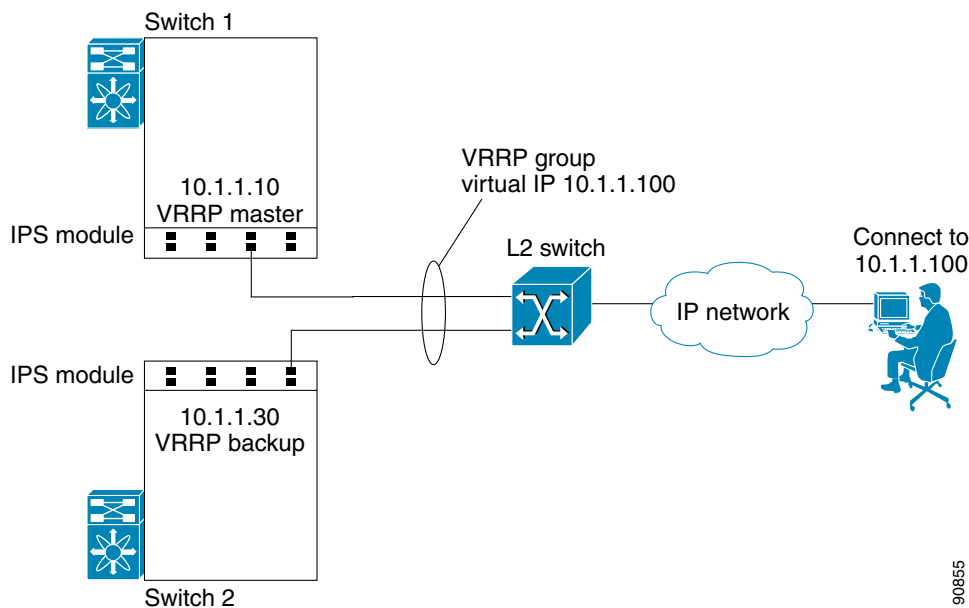 Switch 1
10.1.1.10
VRRP master
IPS module
VRRP group
virtual IP 10.1.1.100
L2 switch
IP network
Connect to
10.1.1.100
IPS module
10.1.1.30
VRRP backup
Switch 2
90855